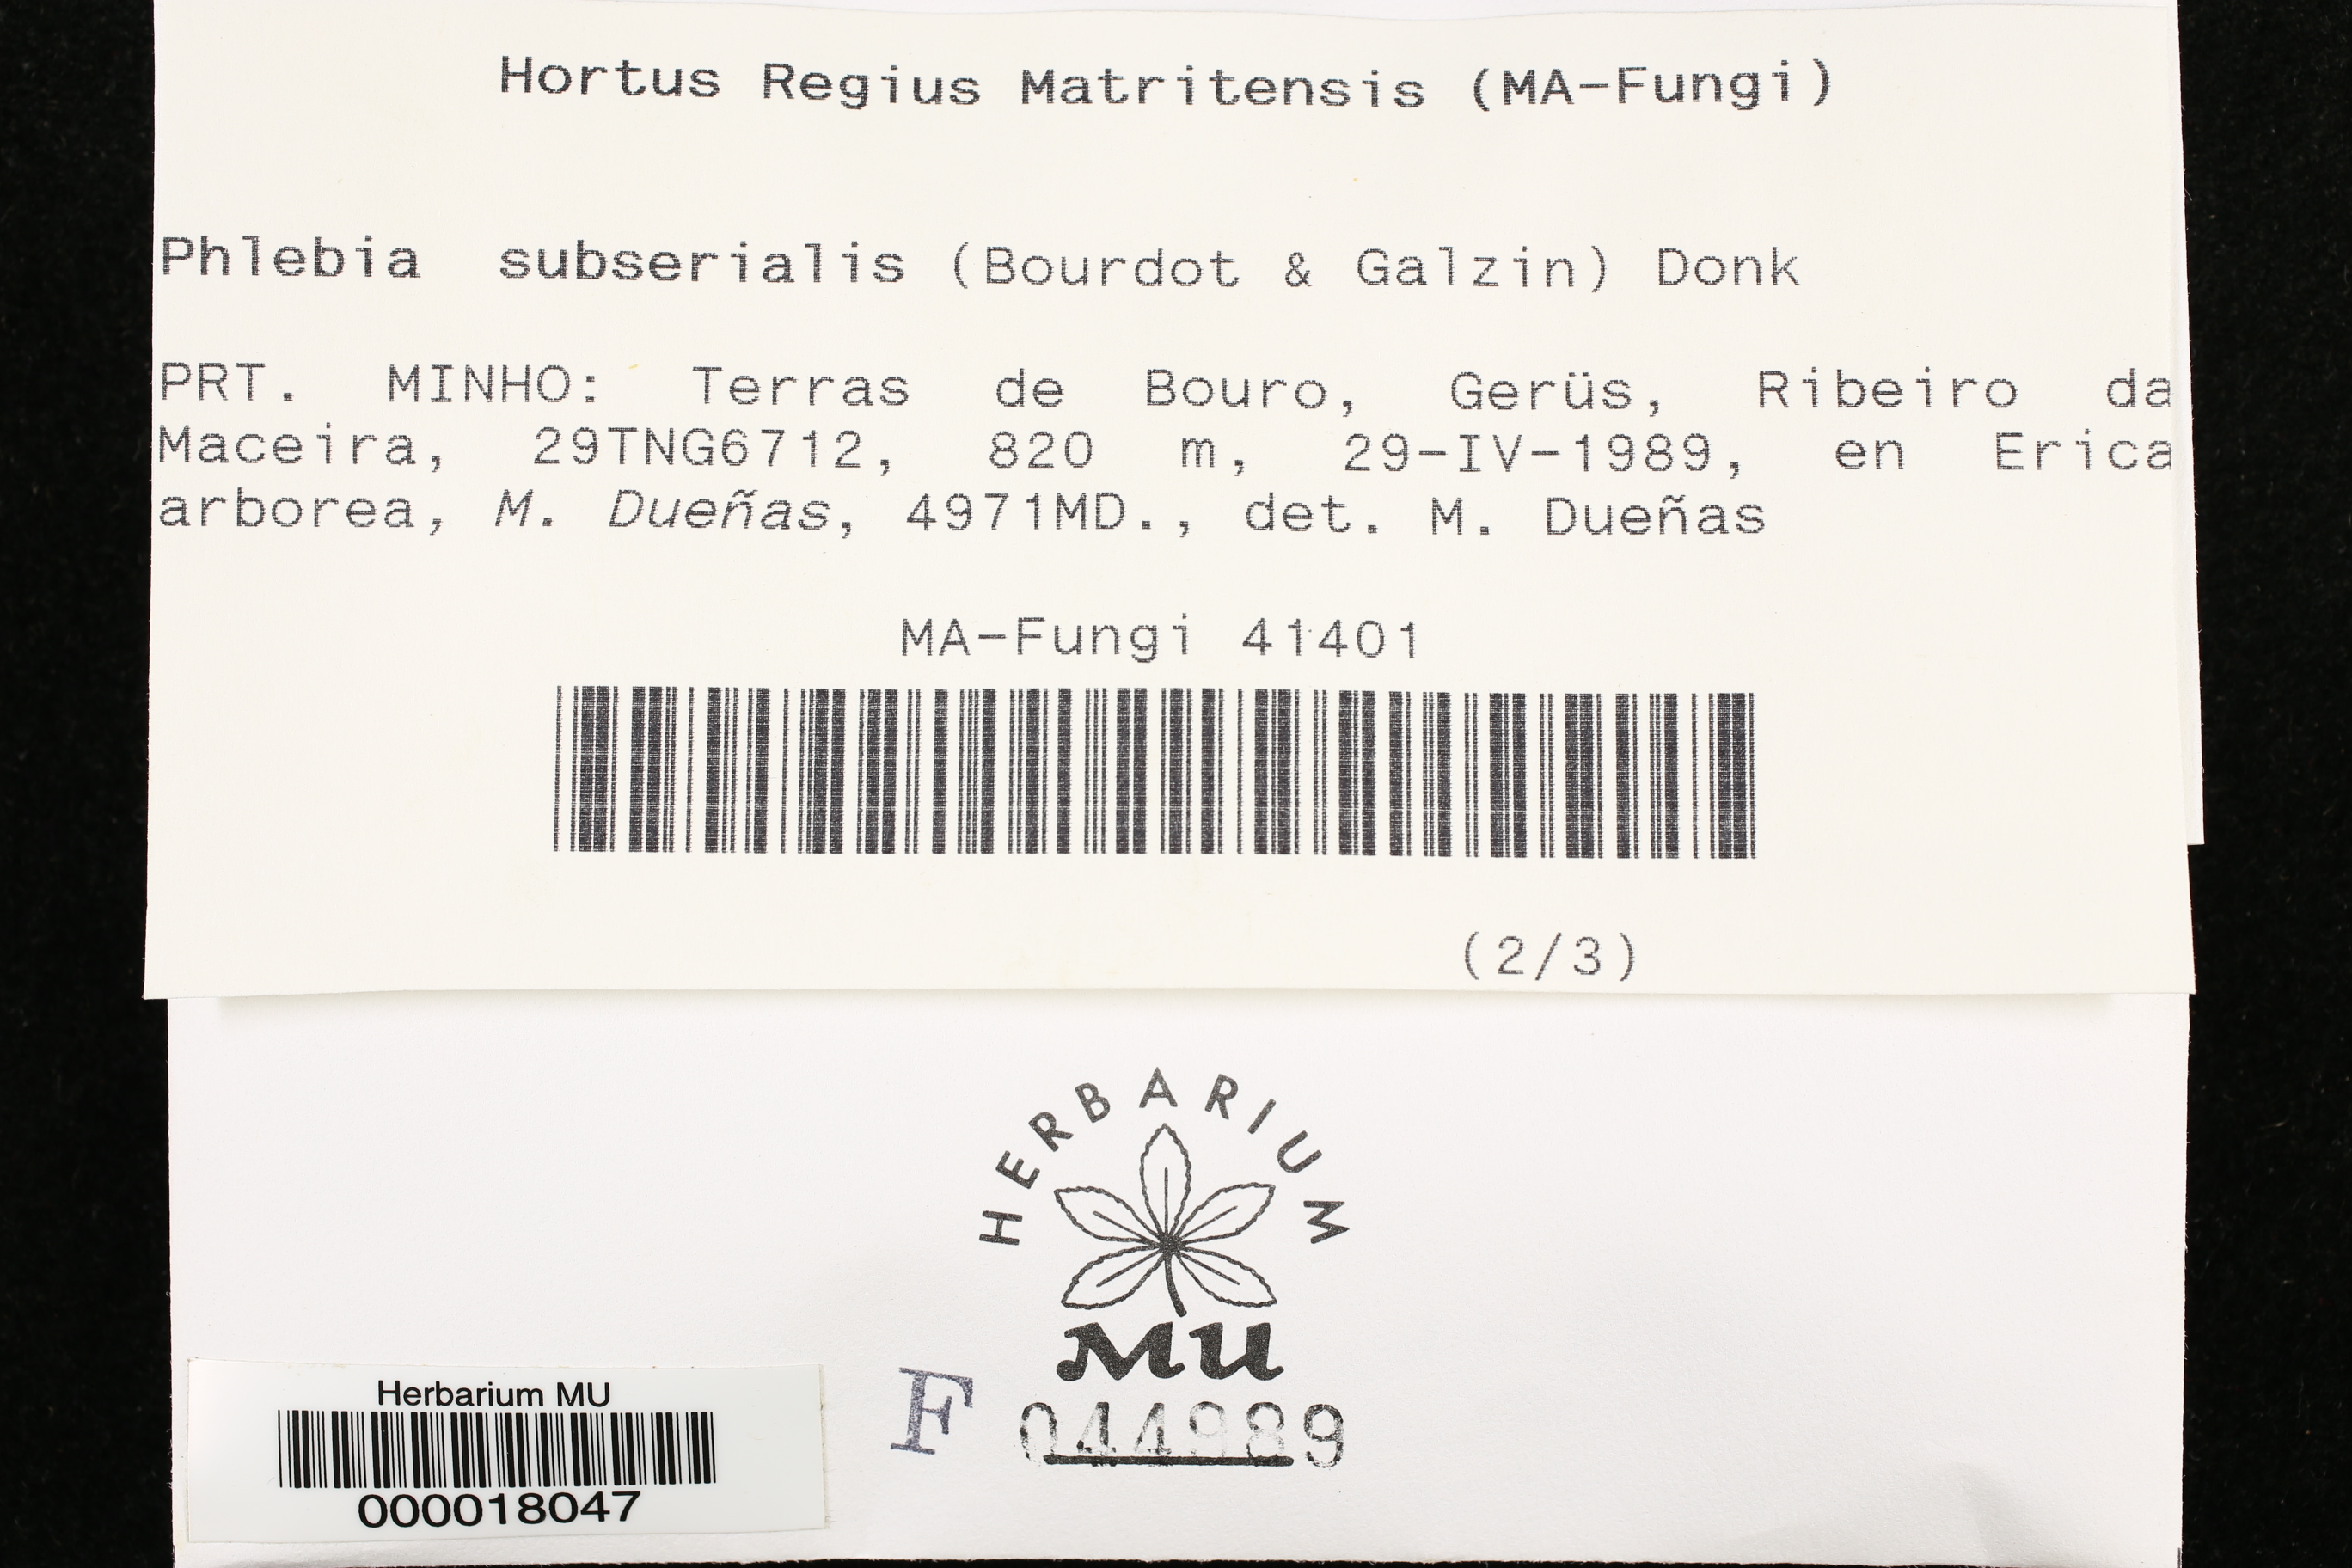 Hortus Regius Matritensis (MA-Fungi)
Phlebia subserialis (Bourdot & Galzin) Donk
PRT. MINHO: Terras de Bouro, Gerüs, Ribeiro da
Maceira, 29TNG6712, 820 m, 29-IV-1989, en Erica
arborea, M. Dueñas, 4971MD., det. M. Dueñas
MA-Fungi 41401
(2/3)
HERBARIUM
MU
F 044989
Herbarium MU
000018047